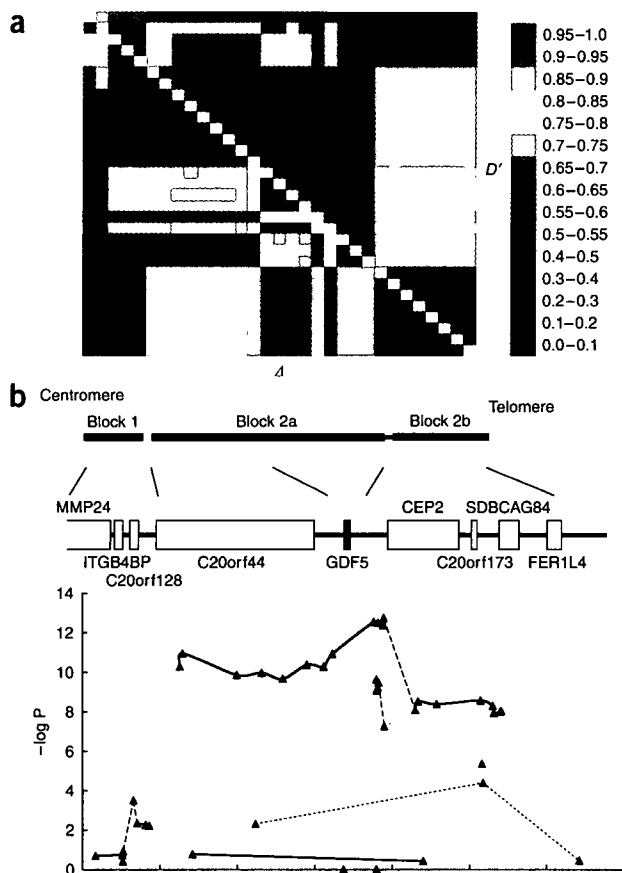 a
0.95–1.0
0.9–0.95
0.85–0.9
0.8–0.85
0.75–0.8
0.7–0.75
0.65–0.7
0.6–0.65
0.55–0.6
0.5–0.55
0.4–0.5
0.3–0.4
0.2–0.3
0.1–0.2
0.0–0.1
D'
Δ
b
Centromere
Telomere
Block 1
Block 2a
Block 2b
MMP24
CEP2
SDBCAG84
ITGB4BP
C20orf44
GDF5
C20orf173
FER1L4
C20orf128
14
12
10
8
6
4
2
0
–log P